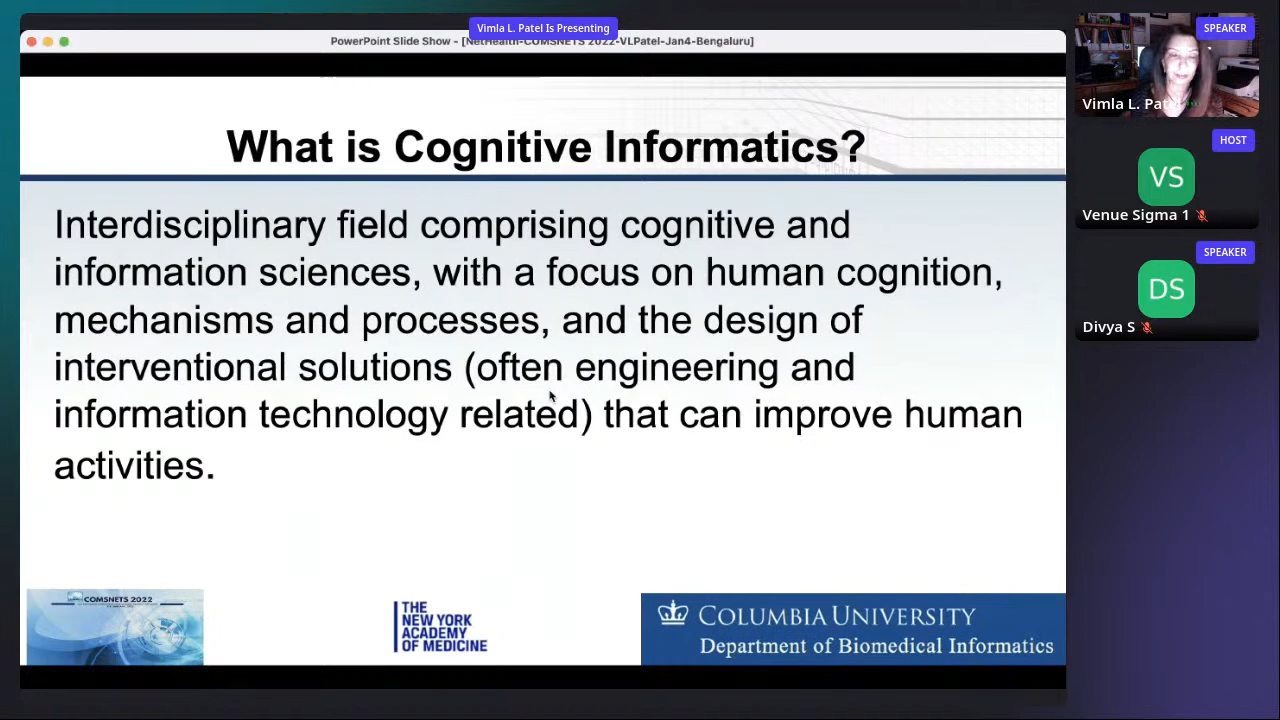 Vimla L. Patel Is Presenting
PowerPoint Slide Show - [NetHealth-COMSNETS 2022-VLPatel-Jan4-Bengaluru]
What is Cognitive Informatics?
Interdisciplinary field comprising cognitive and
information sciences, with a focus on human cognition,
mechanisms and processes, and the design of
interventional solutions (often engineering and
information technology related) that can improve human
activities.
COMSNETS 2022
THE
NEW YORK
ACADEMY
OF MEDICINE
COLUMBIA UNIVERSITY
Department of Biomedical Informatics
SPEAKER
Vimla L. Patel
HOST
VS
Venue Sigma 1
SPEAKER
DS
Divya S